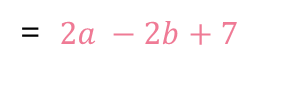 = 2a − 2b + 7